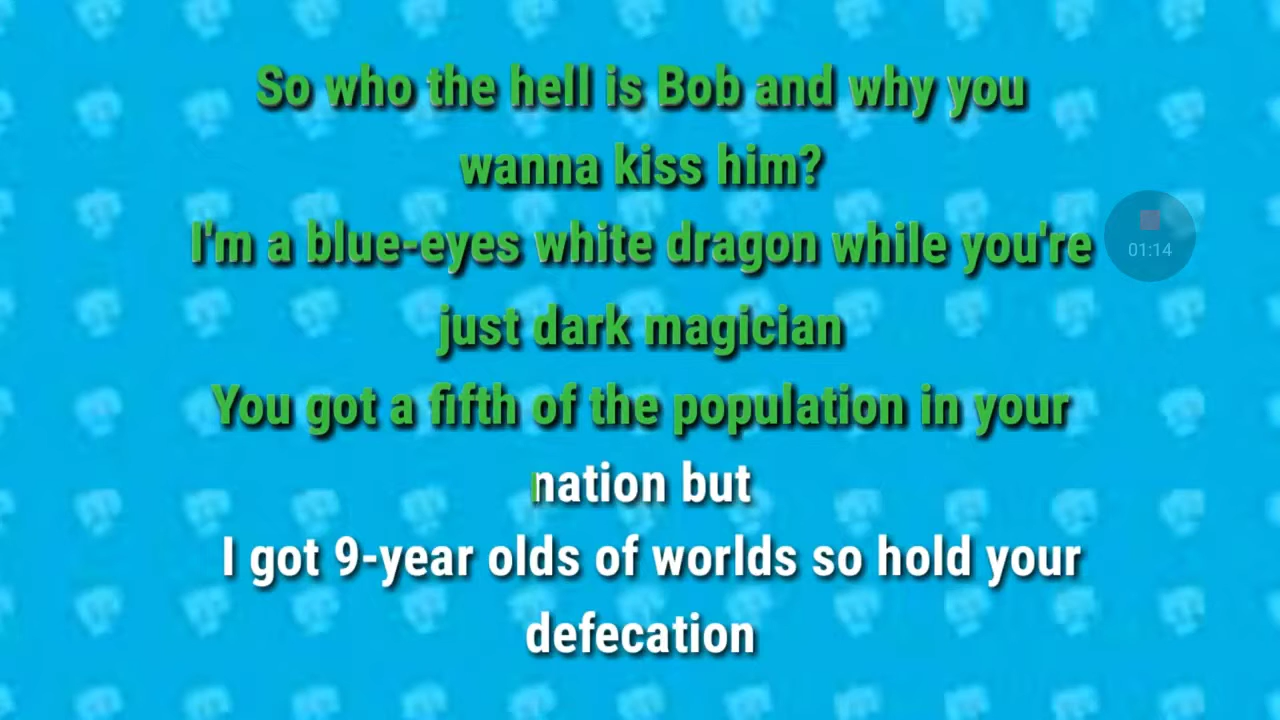 So who the hell is Bob and why you
wanna kiss him?
I'm a blue-eyes white dragon while you're
just dark magician
You got a fifth of the population in your
nation but
I got 9-year olds of worlds so hold your
defecation
01:14